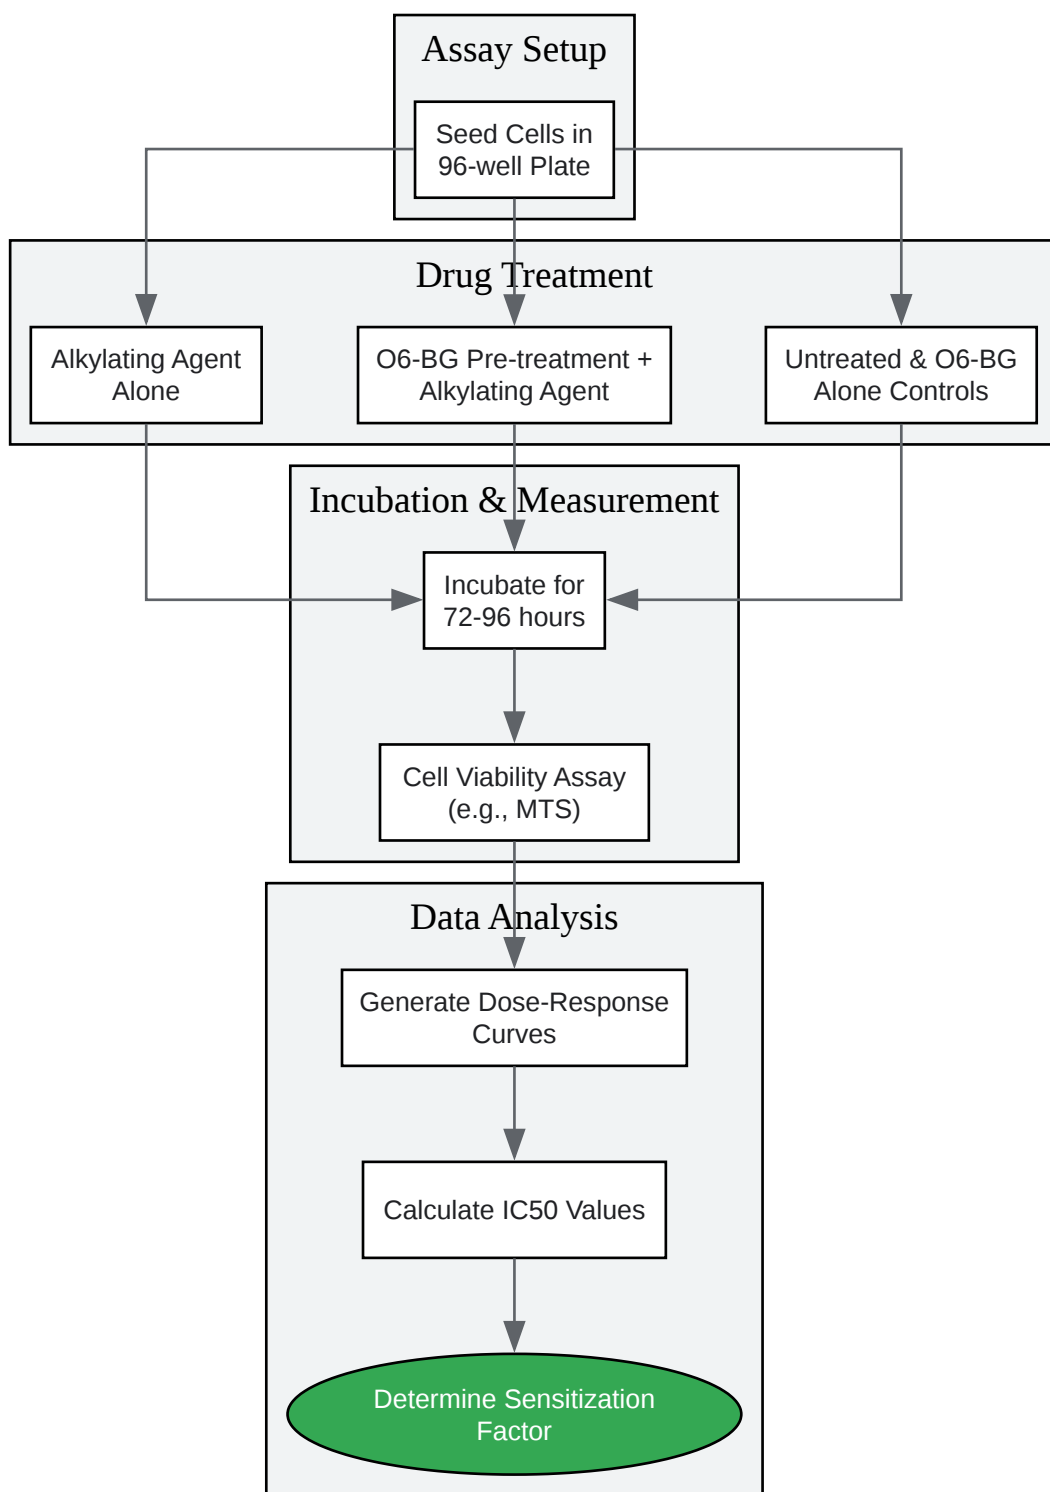 Assay Setup
Seed Cells in
96-well Plate
Drug Treatment
Alkylating Agent
Alone
O6-BG Pre-treatment +
Alkylating Agent
Untreated & O6-BG
Alone Controls
Incubation & Measurement
Incubate for
72-96 hours
Cell Viability Assay
(e.g., MTS)
Data Analysis
Generate Dose-Response
Curves
Calculate IC50 Values
Determine Sensitization
Factor